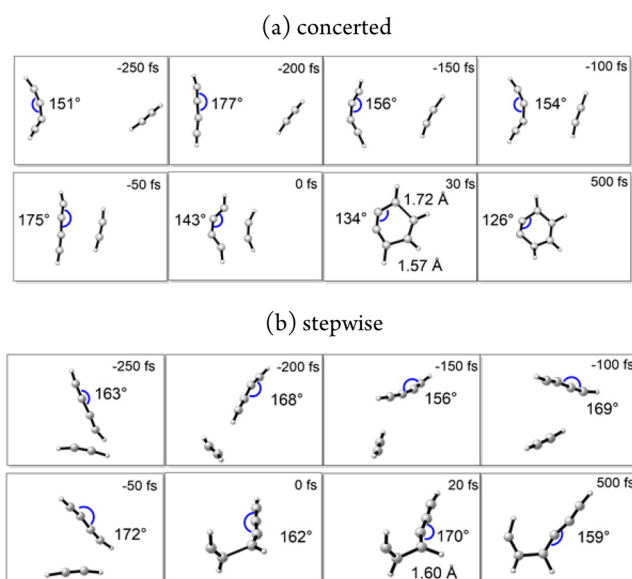 (a) concerted
-250 fs -200 fs -150 fs -100 fs
151° 177° 156° 154°
-50 fs 0 fs 30 fs 500 fs
1.72 Å
175° 143° 134° 126°
1.57 Å
(b) stepwise
-250 fs -200 fs -150 fs -100 fs
163° 168° 156° 169°
-50 fs 0 fs 20 fs 500 fs
172° 162° 170° 159°
1.60 Å